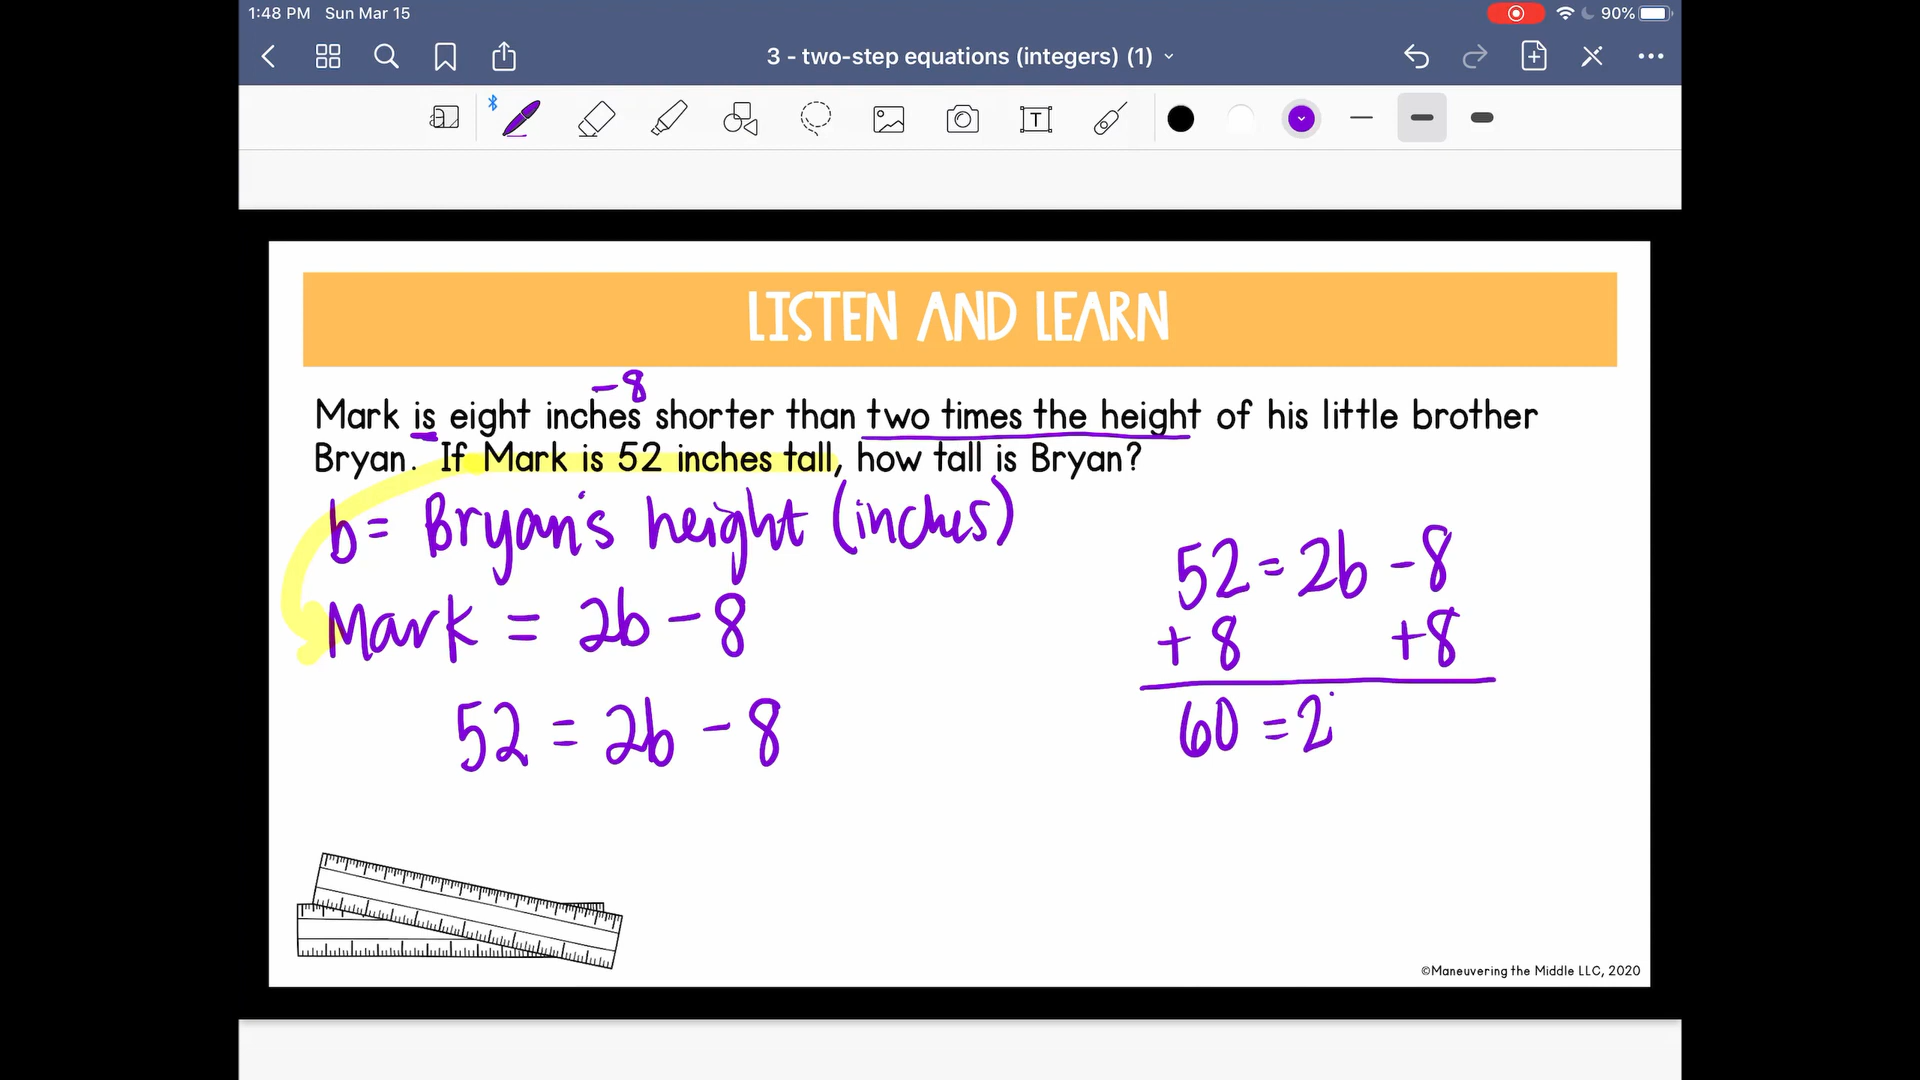 1:48 PM Sun Mar 15
90%
3 - two-step equations (integers) (1)
LISTEN AND LEARN
-8
Mark is eight inches shorter than two times the height of his little brother
Bryan. If Mark is 52 inches tall, how tall is Bryan?
b= Bryan's height (inches)
Mark = 2b - 8
52 = 2b - 8
52 = 2b - 8
+ 8 +8
60 = 2
©Maneuvering the Middle LLC, 2020